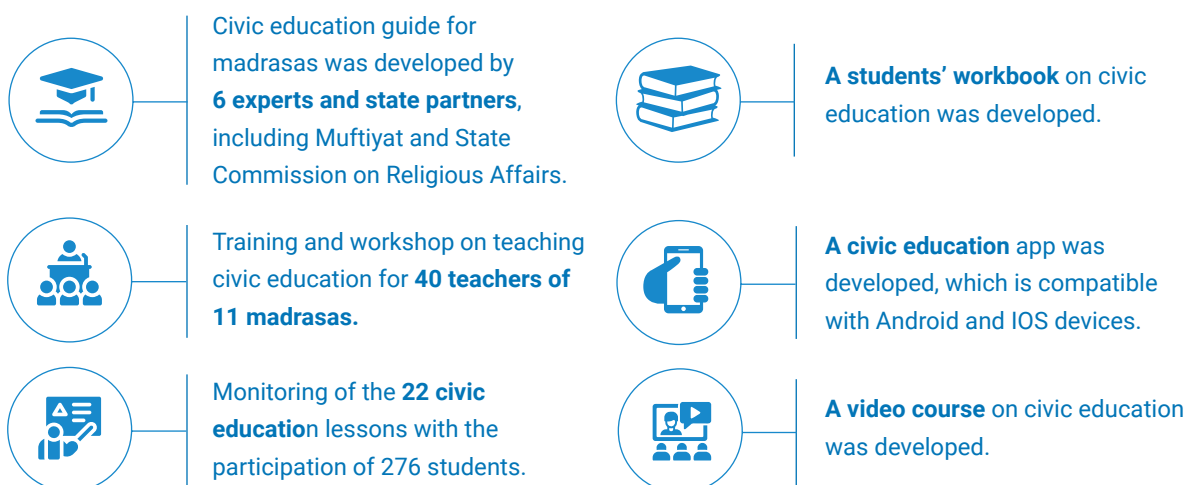 Civic education guide for
madrasas was developed by
6 experts and state partners,
including Muftiyat and State
Commission on Religious Affairs.
Training and workshop on teaching
civic education for 40 teachers of
11 madrasas.
Monitoring of the 22 civic
education lessons with the
participation of 276 students.
A students’ workbook on civic
education was developed.
A civic education app was
developed, which is compatible
with Android and IOS devices.
A video course on civic education
was developed.